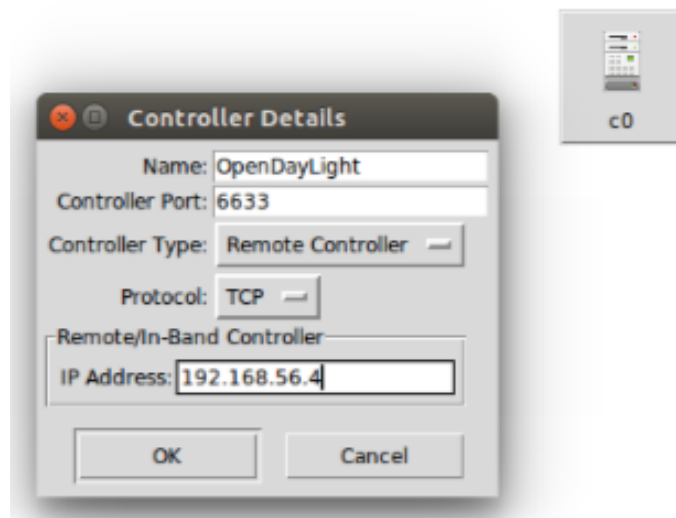 Controller Details
c0
Name: OpenDayLight
Controller Port: 6633
Controller Type: Remote Controller
Protocol: TCP
Remote/In-Band Controller
IP Address: 192.168.56.4
OK Cancel